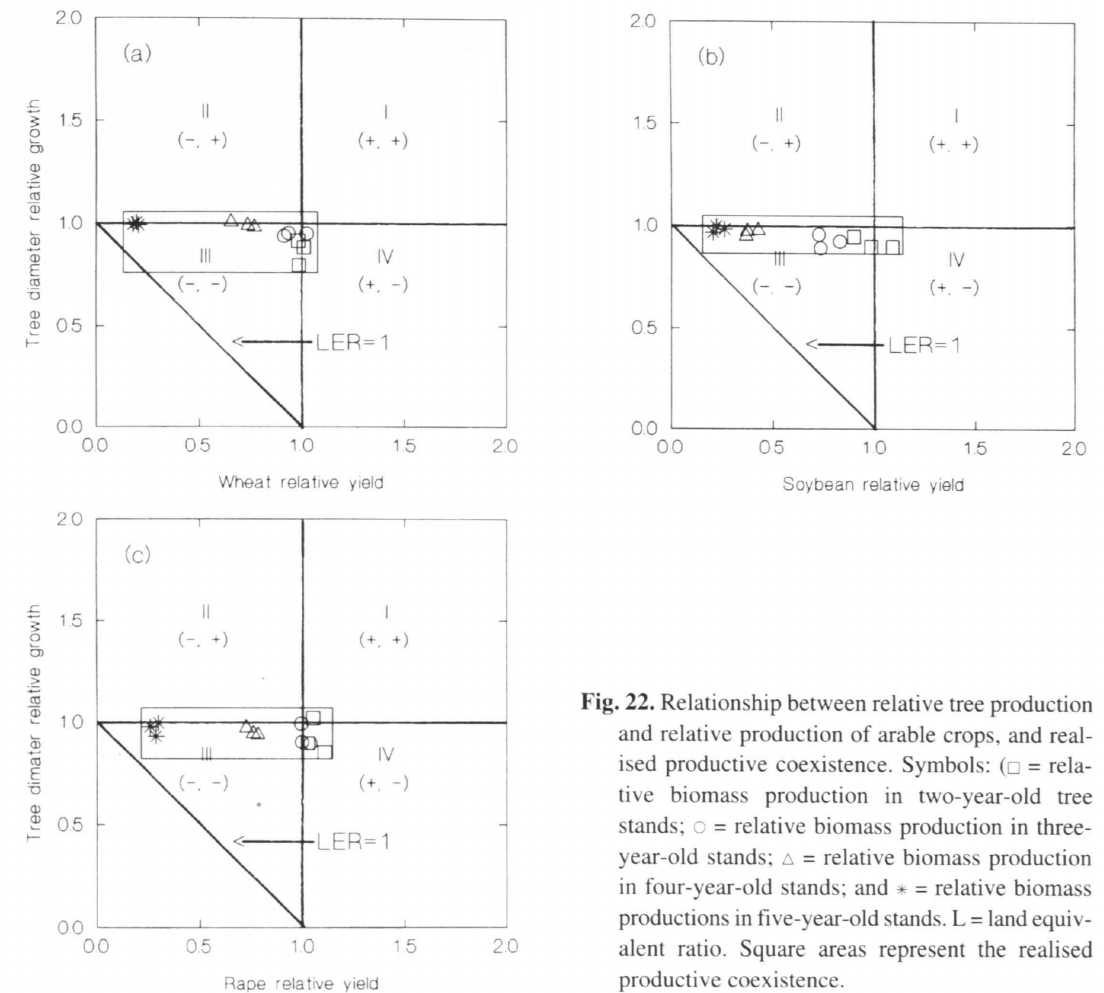 2.0
(a)
II
I
1.5
(-, +)
(+, +)
1.0
III
IV
(-, -)
(+, -)
0.5
LER=1
0.0
0.0
0.5
1.0
1.5
2.0
Tree diameter relative growth
Wheat relative yield
2.0
(b)
II
I
1.5
(-, +)
(+, +)
1.0
III
IV
(-, -)
(+, -)
0.5
LER=1
0.0
0.0
0.5
1.0
1.5
2.0
Soybean relative yield
2.0
(c)
II
I
1.5
(-, +)
(+, +)
1.0
III
IV
(-, -)
(+, -)
0.5
LER=1
0.0
0.0
0.5
1.0
1.5
2.0
Tree dimater relative growth
Rape relative yield
Fig. 22. Relationship between relative tree production
and relative production of arable crops, and real-
ised productive coexistence. Symbols: (□ = rela-
tive biomass production in two-year-old tree
stands; ○ = relative biomass production in three-
year-old stands; △ = relative biomass production
in four-year-old stands; and * = relative biomass
productions in five-year-old stands. L = land equiv-
alent ratio. Square areas represent the realised
productive coexistence.